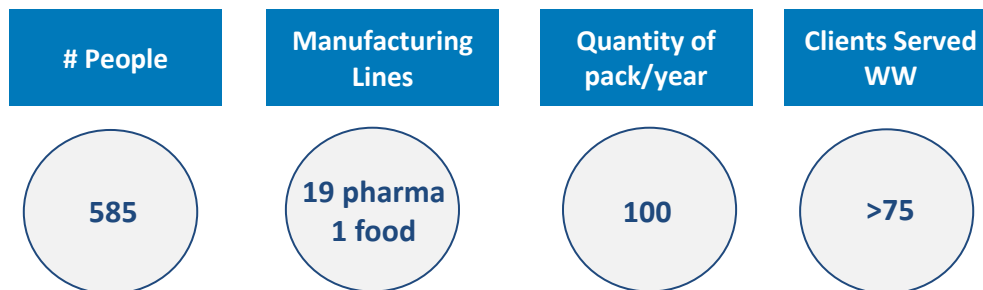 # People
Manufacturing
Lines
Quantity of
pack/year
Clients Served
WW
585
19 pharma
1 food
100
>75